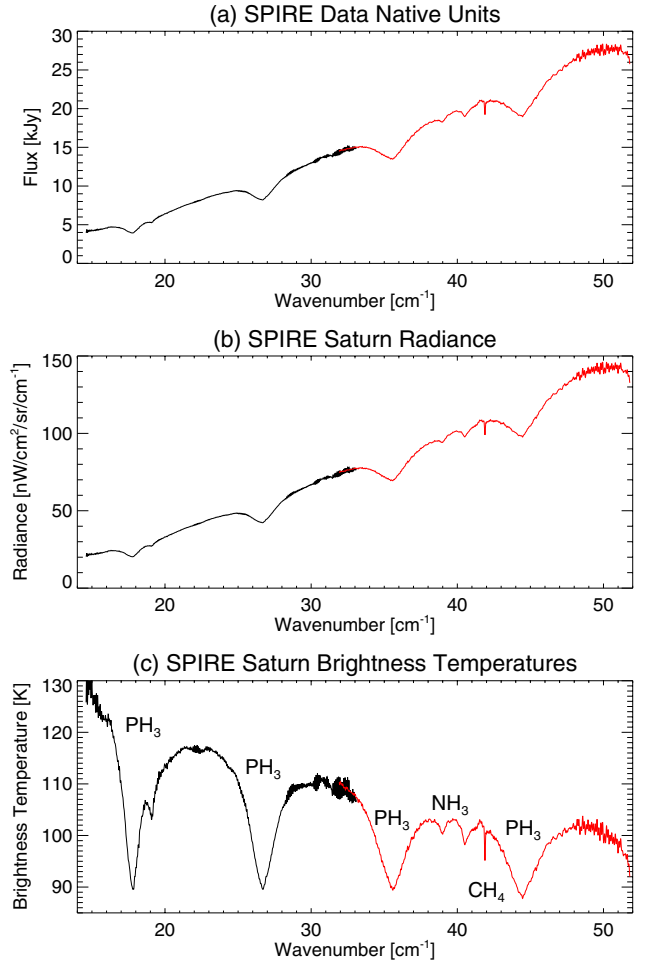 (a) SPIRE Data Native Units
Flux [kJy]
30
25
20
15
10
5
0
20 30 40 50
Wavenumber [cm⁻¹]
(b) SPIRE Saturn Radiance
Radiance [nW/cm²/sr/cm⁻¹]
150
100
50
0
20 30 40 50
Wavenumber [cm⁻¹]
(c) SPIRE Saturn Brightness Temperatures
Brightness Temperature [K]
130
120
110
100
90
PH₃
PH₃
PH₃
NH₃
PH₃
CH₄
20 30 40 50
Wavenumber [cm⁻¹]